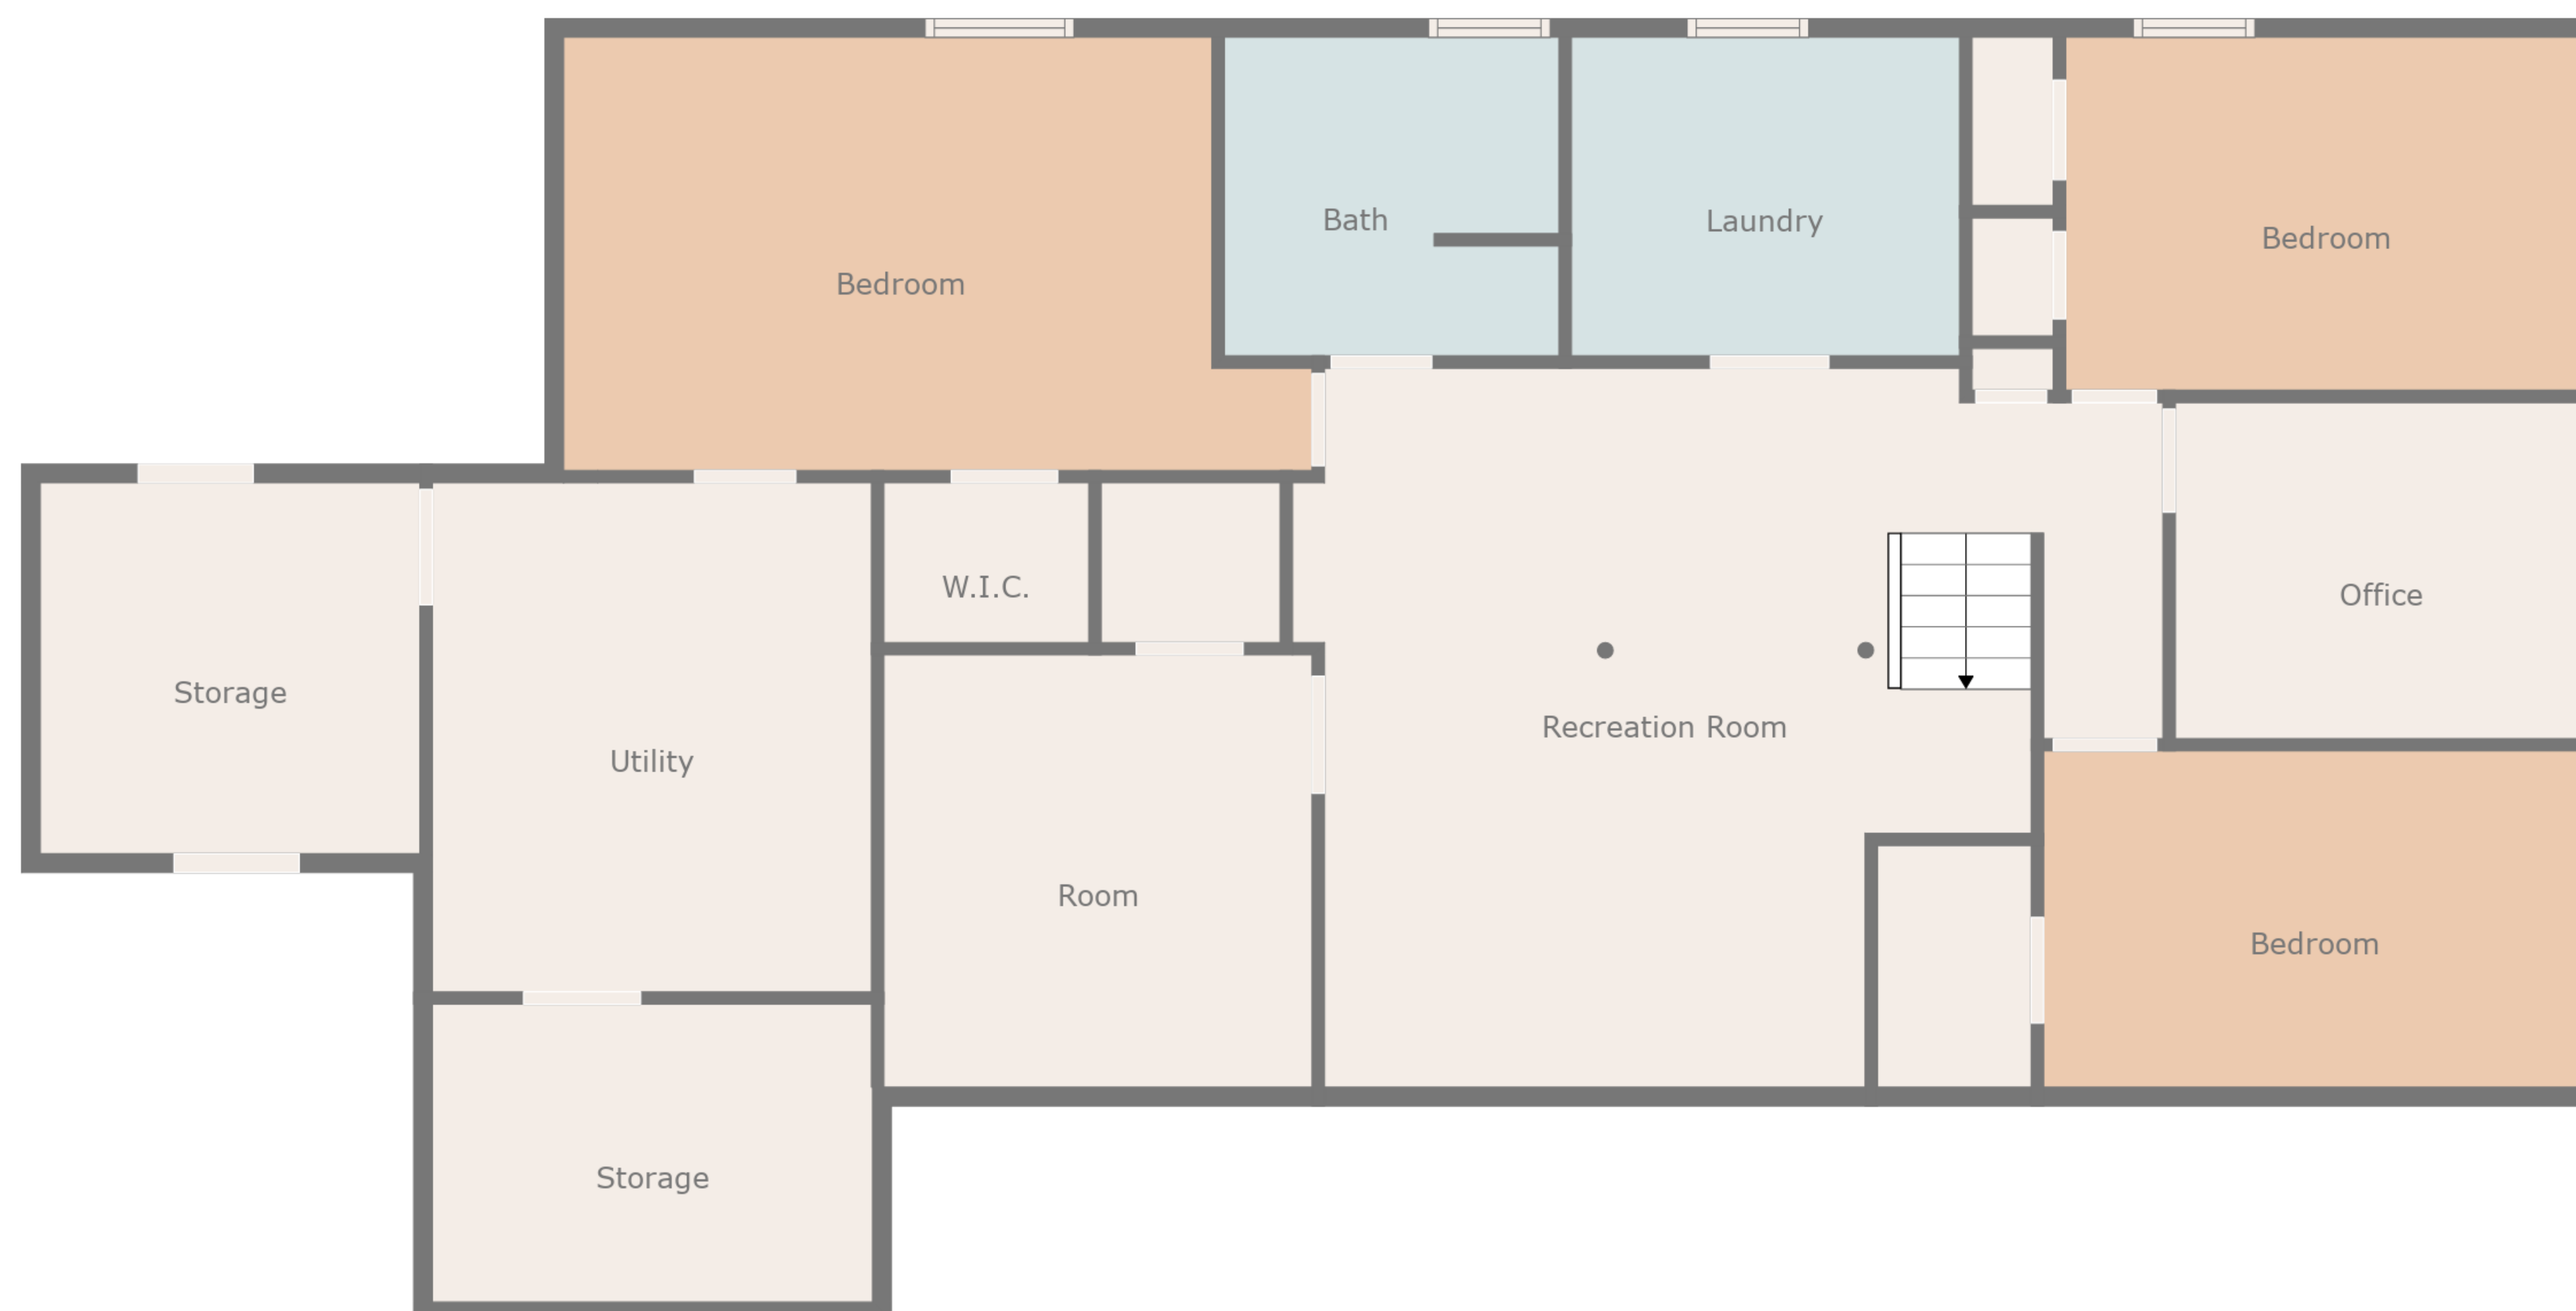 Bath
Laundry
Bedroom
Bedroom
W.I.C.
Office
Storage
Recreation Room
Utility
Room
Bedroom
Storage